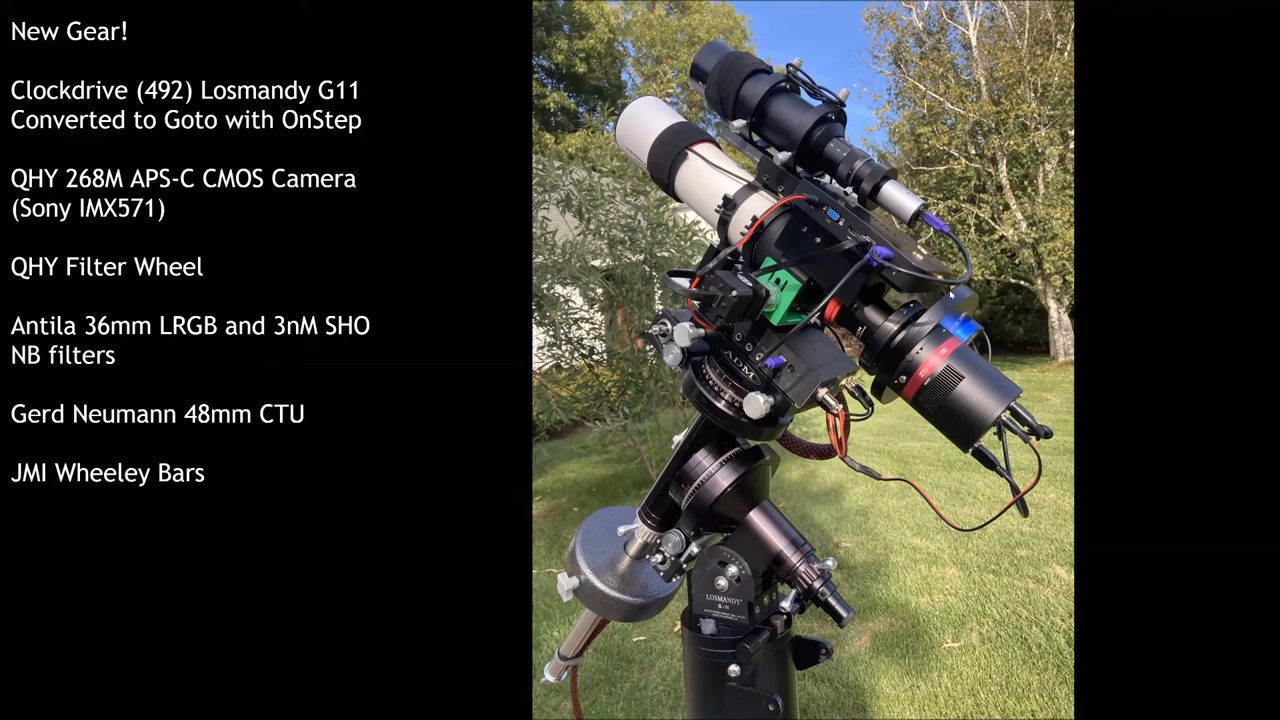 New Gear!
Clockdrive (492) Losmandy G11
Converted to Goto with OnStep
QHY 268M APS-C CMOS Camera
(Sony IMX571)
QHY Filter Wheel
Antila 36mm LRGB and 3nM SHO
NB filters
Gerd Neumann 48mm CTU
JMI Wheeley Bars
ADM
LOSMANDY
G-11